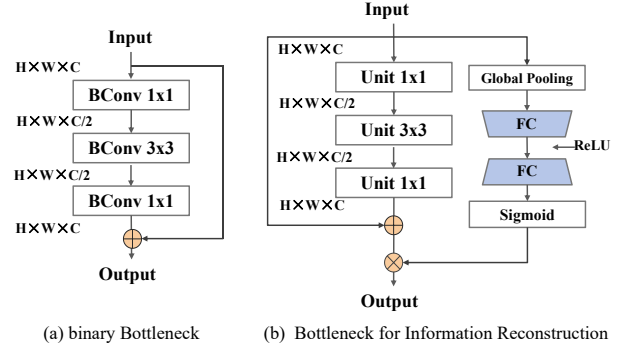 Input
H×W×C
BConv 1x1
H×W×C/2
BConv 3x3
H×W×C/2
BConv 1x1
H×W×C
Output
(a) binary Bottleneck
Input
H×W×C
Unit 1x1
H×W×C/2
Unit 3x3
H×W×C/2
Unit 1x1
H×W×C
Global Pooling
FC
ReLU
FC
Sigmoid
Output
(b) Bottleneck for Information Reconstruction